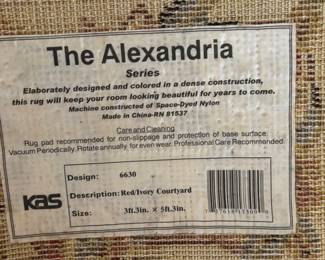 The Alexandria
Series
Elaborately designed and colored in a dense construction,
this rug will keep your room looking beautiful for years to come.
Machine constructed of Space-Dyed Nylon
Made in China-RN 81537
Care and Cleaning
Rug pad recommended for non-slippage and protection of base surface.
Vacuum Periodically. Rotate annually for even wear. Professional Care Recommended
Design: 6630
KAS
Description: Red/Ivory Courtyard
Size: 3ft.3in. × 5ft.3in.